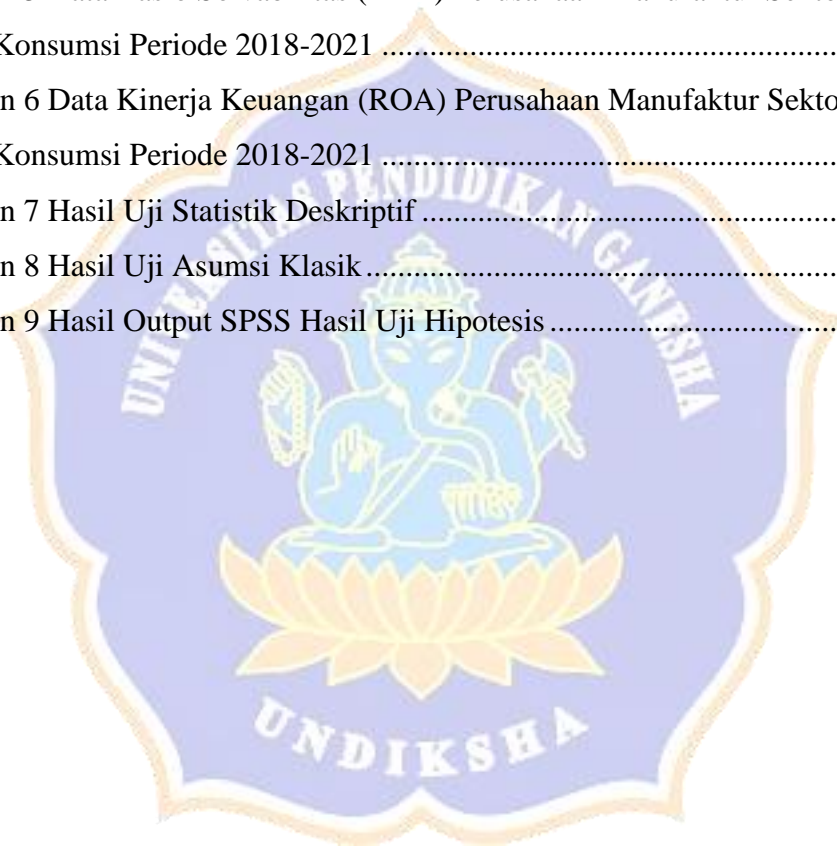 Konsumsi Periode 2018-2021 ............................................................
n 6 Data Kinerja Keuangan (ROA) Perusahaan Manufaktur Sekto
Konsumsi Periode 2018-2021 ............................................................
n 7 Hasil Uji Statistik Deskriptif .........................................................
n 8 Hasil Uji Asumsi Klasik ................................................................
n 9 Hasil Output SPSS Hasil Uji Hipotesis ........................................
UNIVERSITAS PENDIDIKAN GANESHA
UNDIKSHA